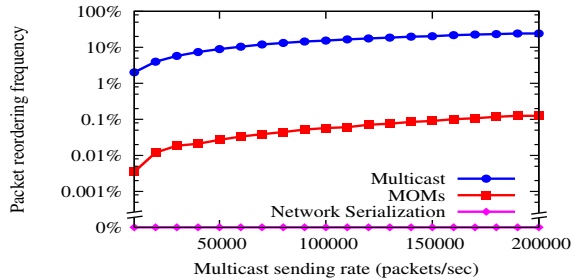 100%
10%
1%
0.1%
0.01%
0.001%
0%
Packet reordering frequency
Multicast
MOMs
Network Serialization
50000
100000
150000
200000
Multicast sending rate (packets/sec)